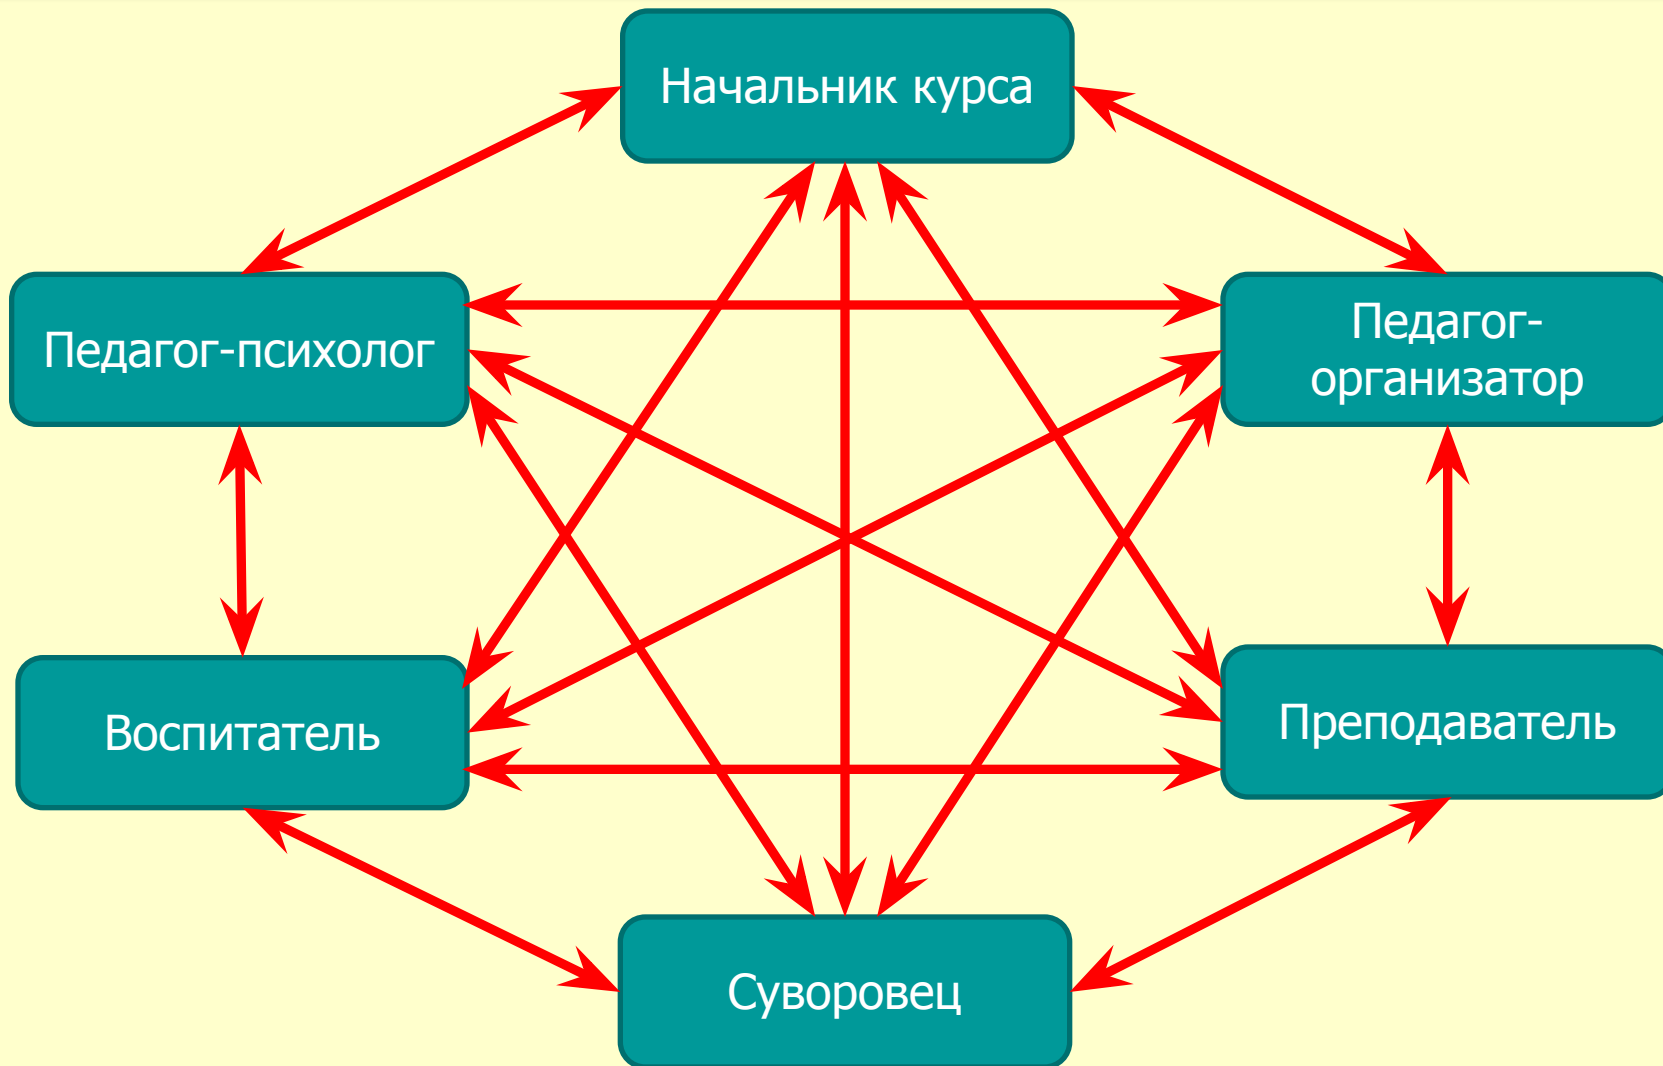 Начальник курса
Педагог-психолог
Педагог-
организатор
Воспитатель
Преподаватель
Суворовец